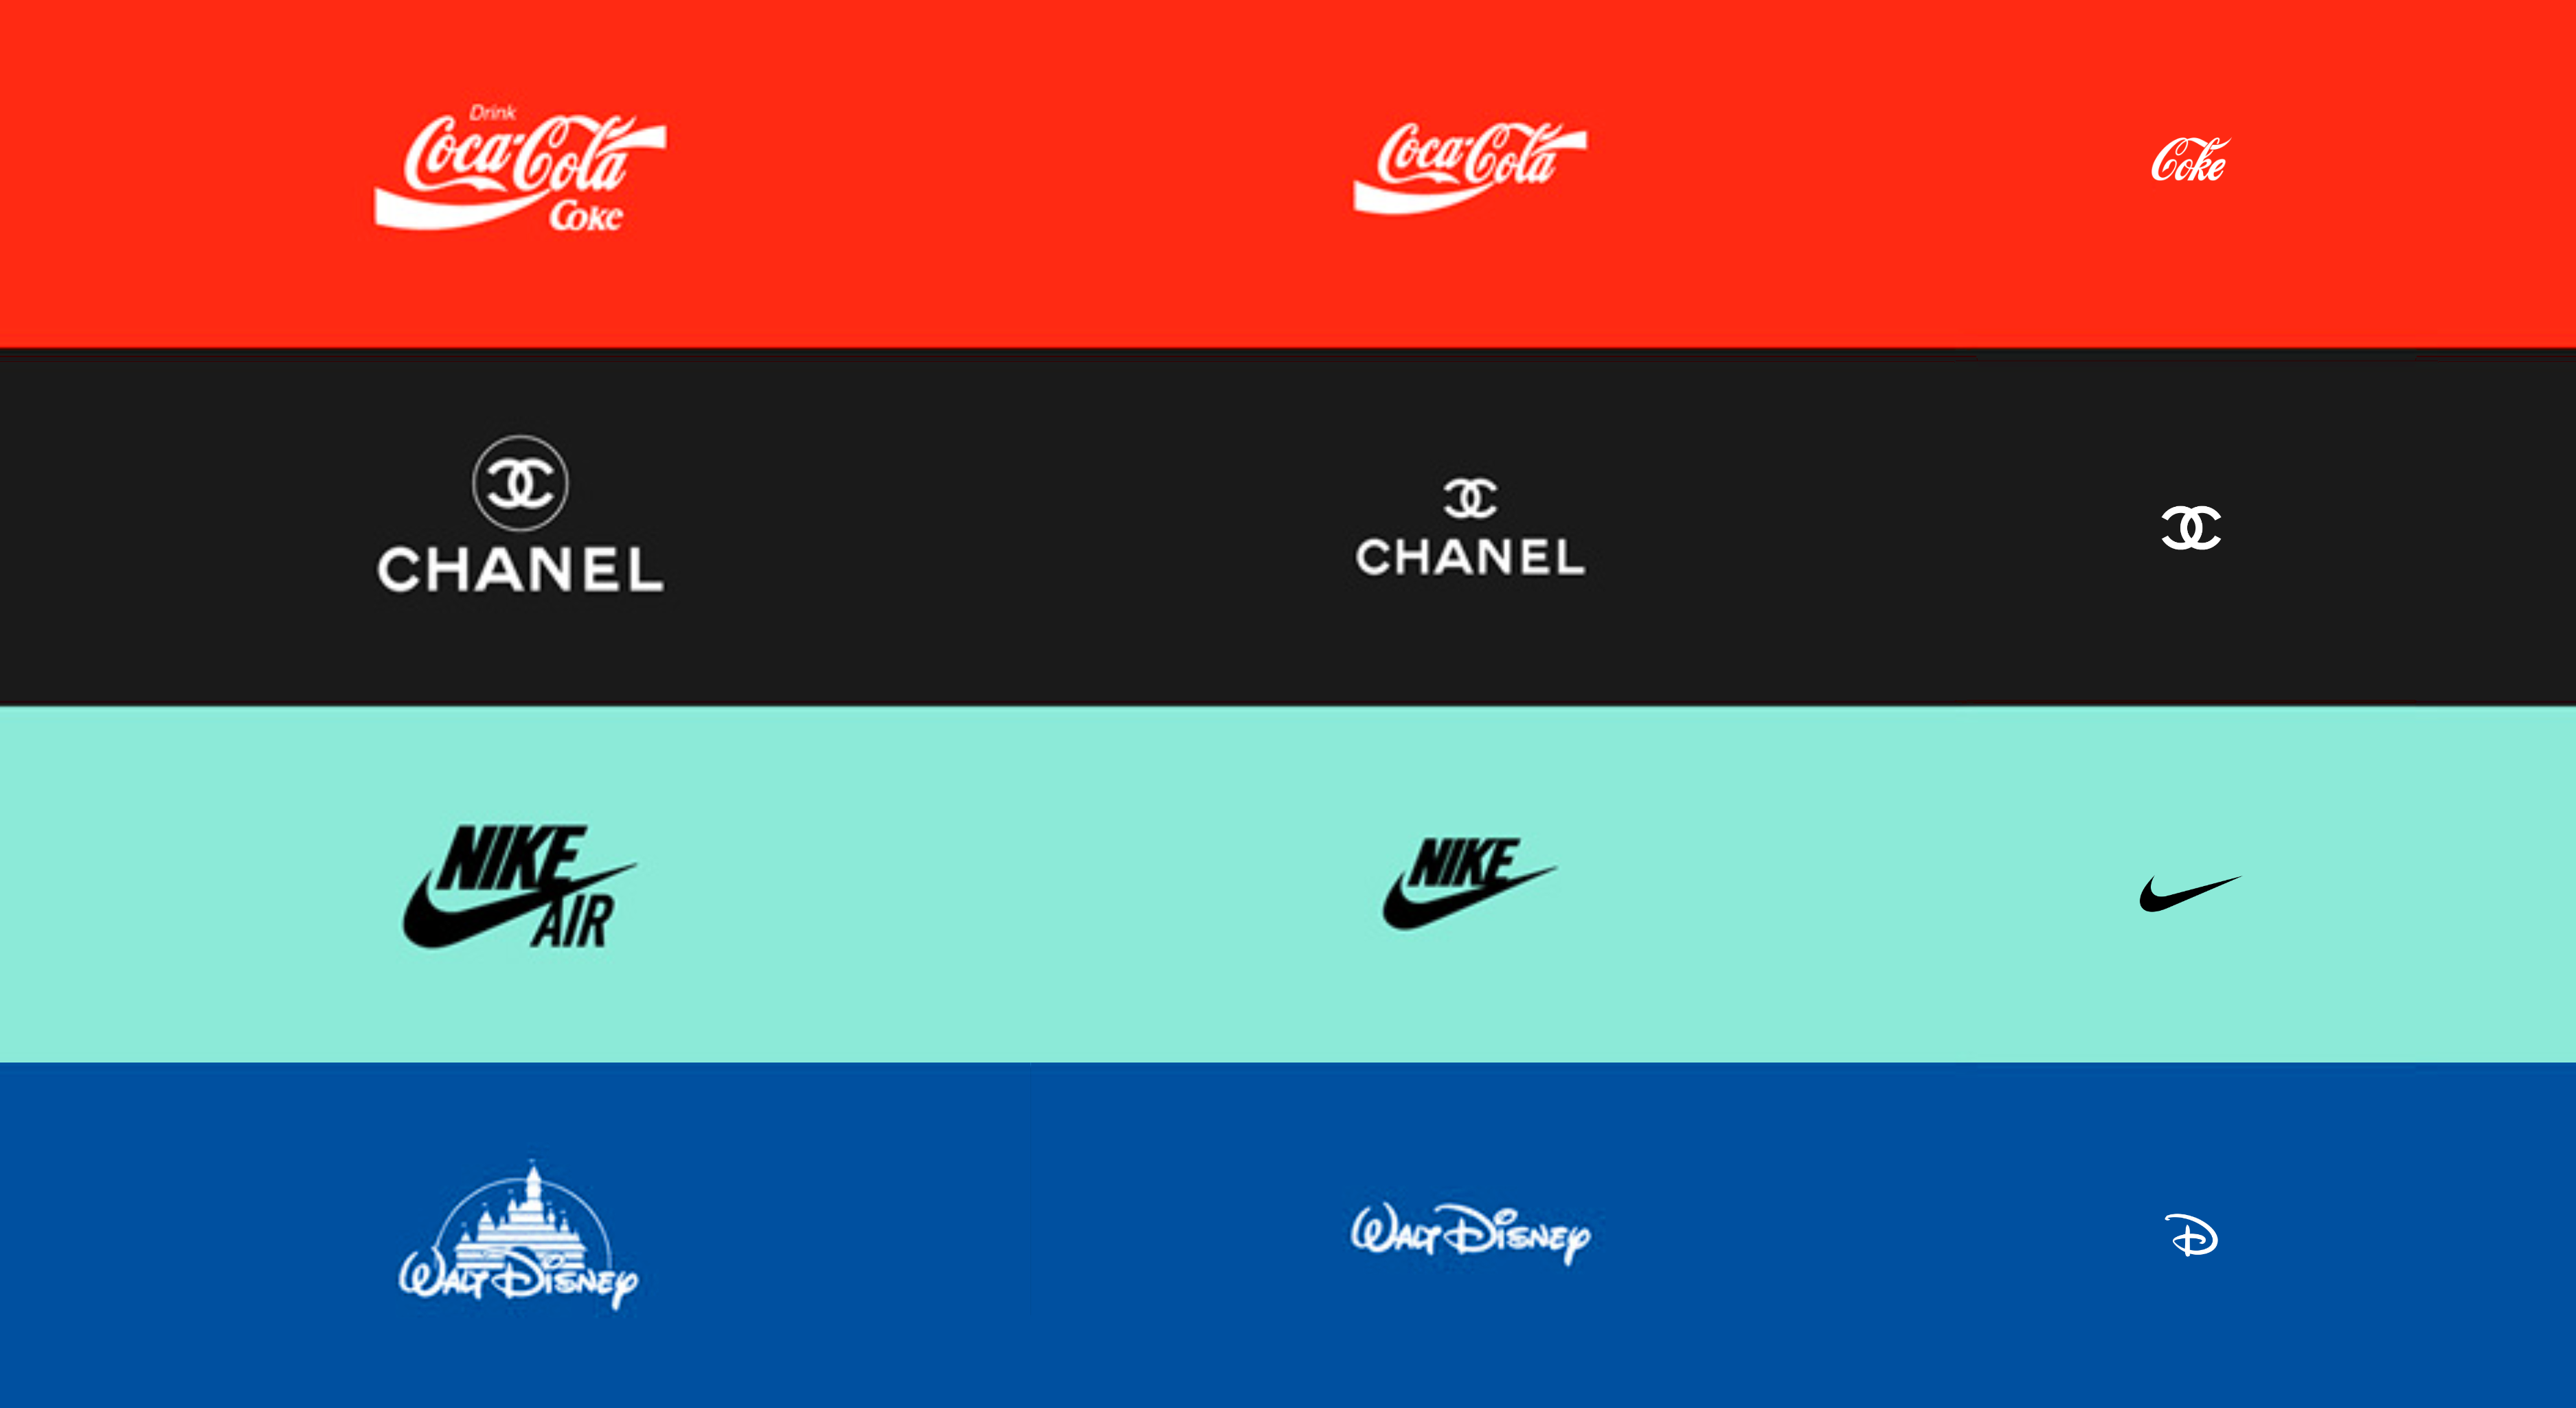 Drink
Coca-Cola
Coke
Coca-Cola
Coke
CHANEL
CHANEL
NIKE
AIR
NIKE
WALT DISNEY
WALT DISNEY
D